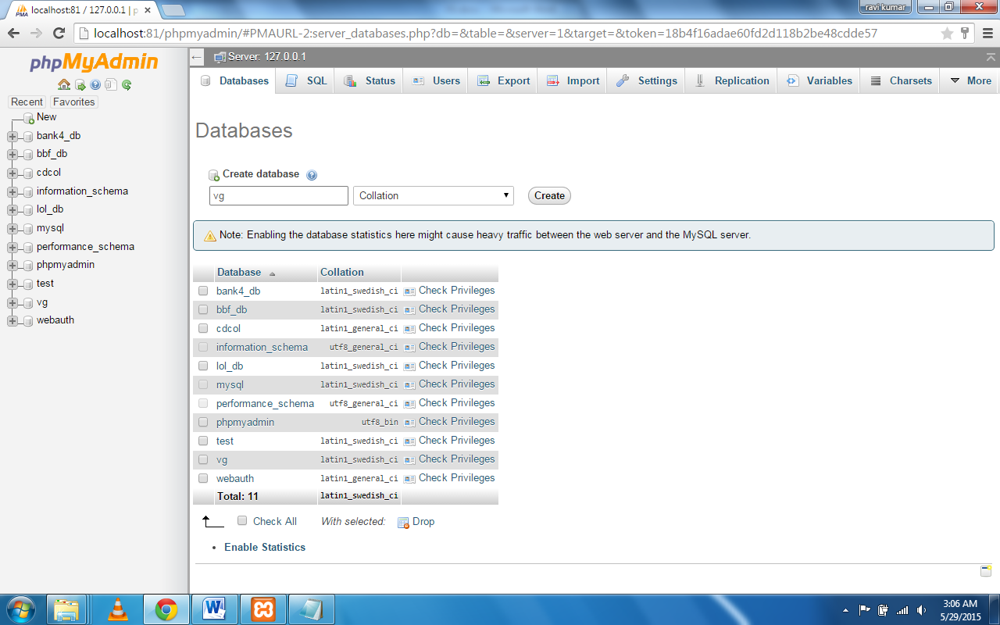 localhost:81 / 127.0.0.1 | p
ravi kumar
localhost:81/phpmyadmin/#PMAURL-2:server_databases.php?db=&table=&server=1&target=&token=18b4f16adae60fd2d118b2be48cdde57
phpMyAdmin
Recent Favorites
New
bank4_db
bbf_db
cdcol
information_schema
lol_db
mysql
performance_schema
phpmyadmin
test
vg
webauth
Server: 127.0.0.1
Databases SQL Status Users Export Import Settings Replication Variables Charsets More
Databases
Create database
vg Collation Create
Note: Enabling the database statistics here might cause heavy traffic between the web server and the MySQL server.
Database Collation
bank4_db latin1_swedish_ci Check Privileges
bbf_db latin1_swedish_ci Check Privileges
cdcol latin1_general_ci Check Privileges
information_schema utf8_general_ci Check Privileges
lol_db latin1_swedish_ci Check Privileges
mysql latin1_swedish_ci Check Privileges
performance_schema utf8_general_ci Check Privileges
phpmyadmin utf8_bin Check Privileges
test latin1_swedish_ci Check Privileges
vg latin1_swedish_ci Check Privileges
webauth latin1_general_ci Check Privileges
Total: 11 latin1_swedish_ci
Check All With selected: Drop
Enable Statistics
3:06 AM
5/29/2015